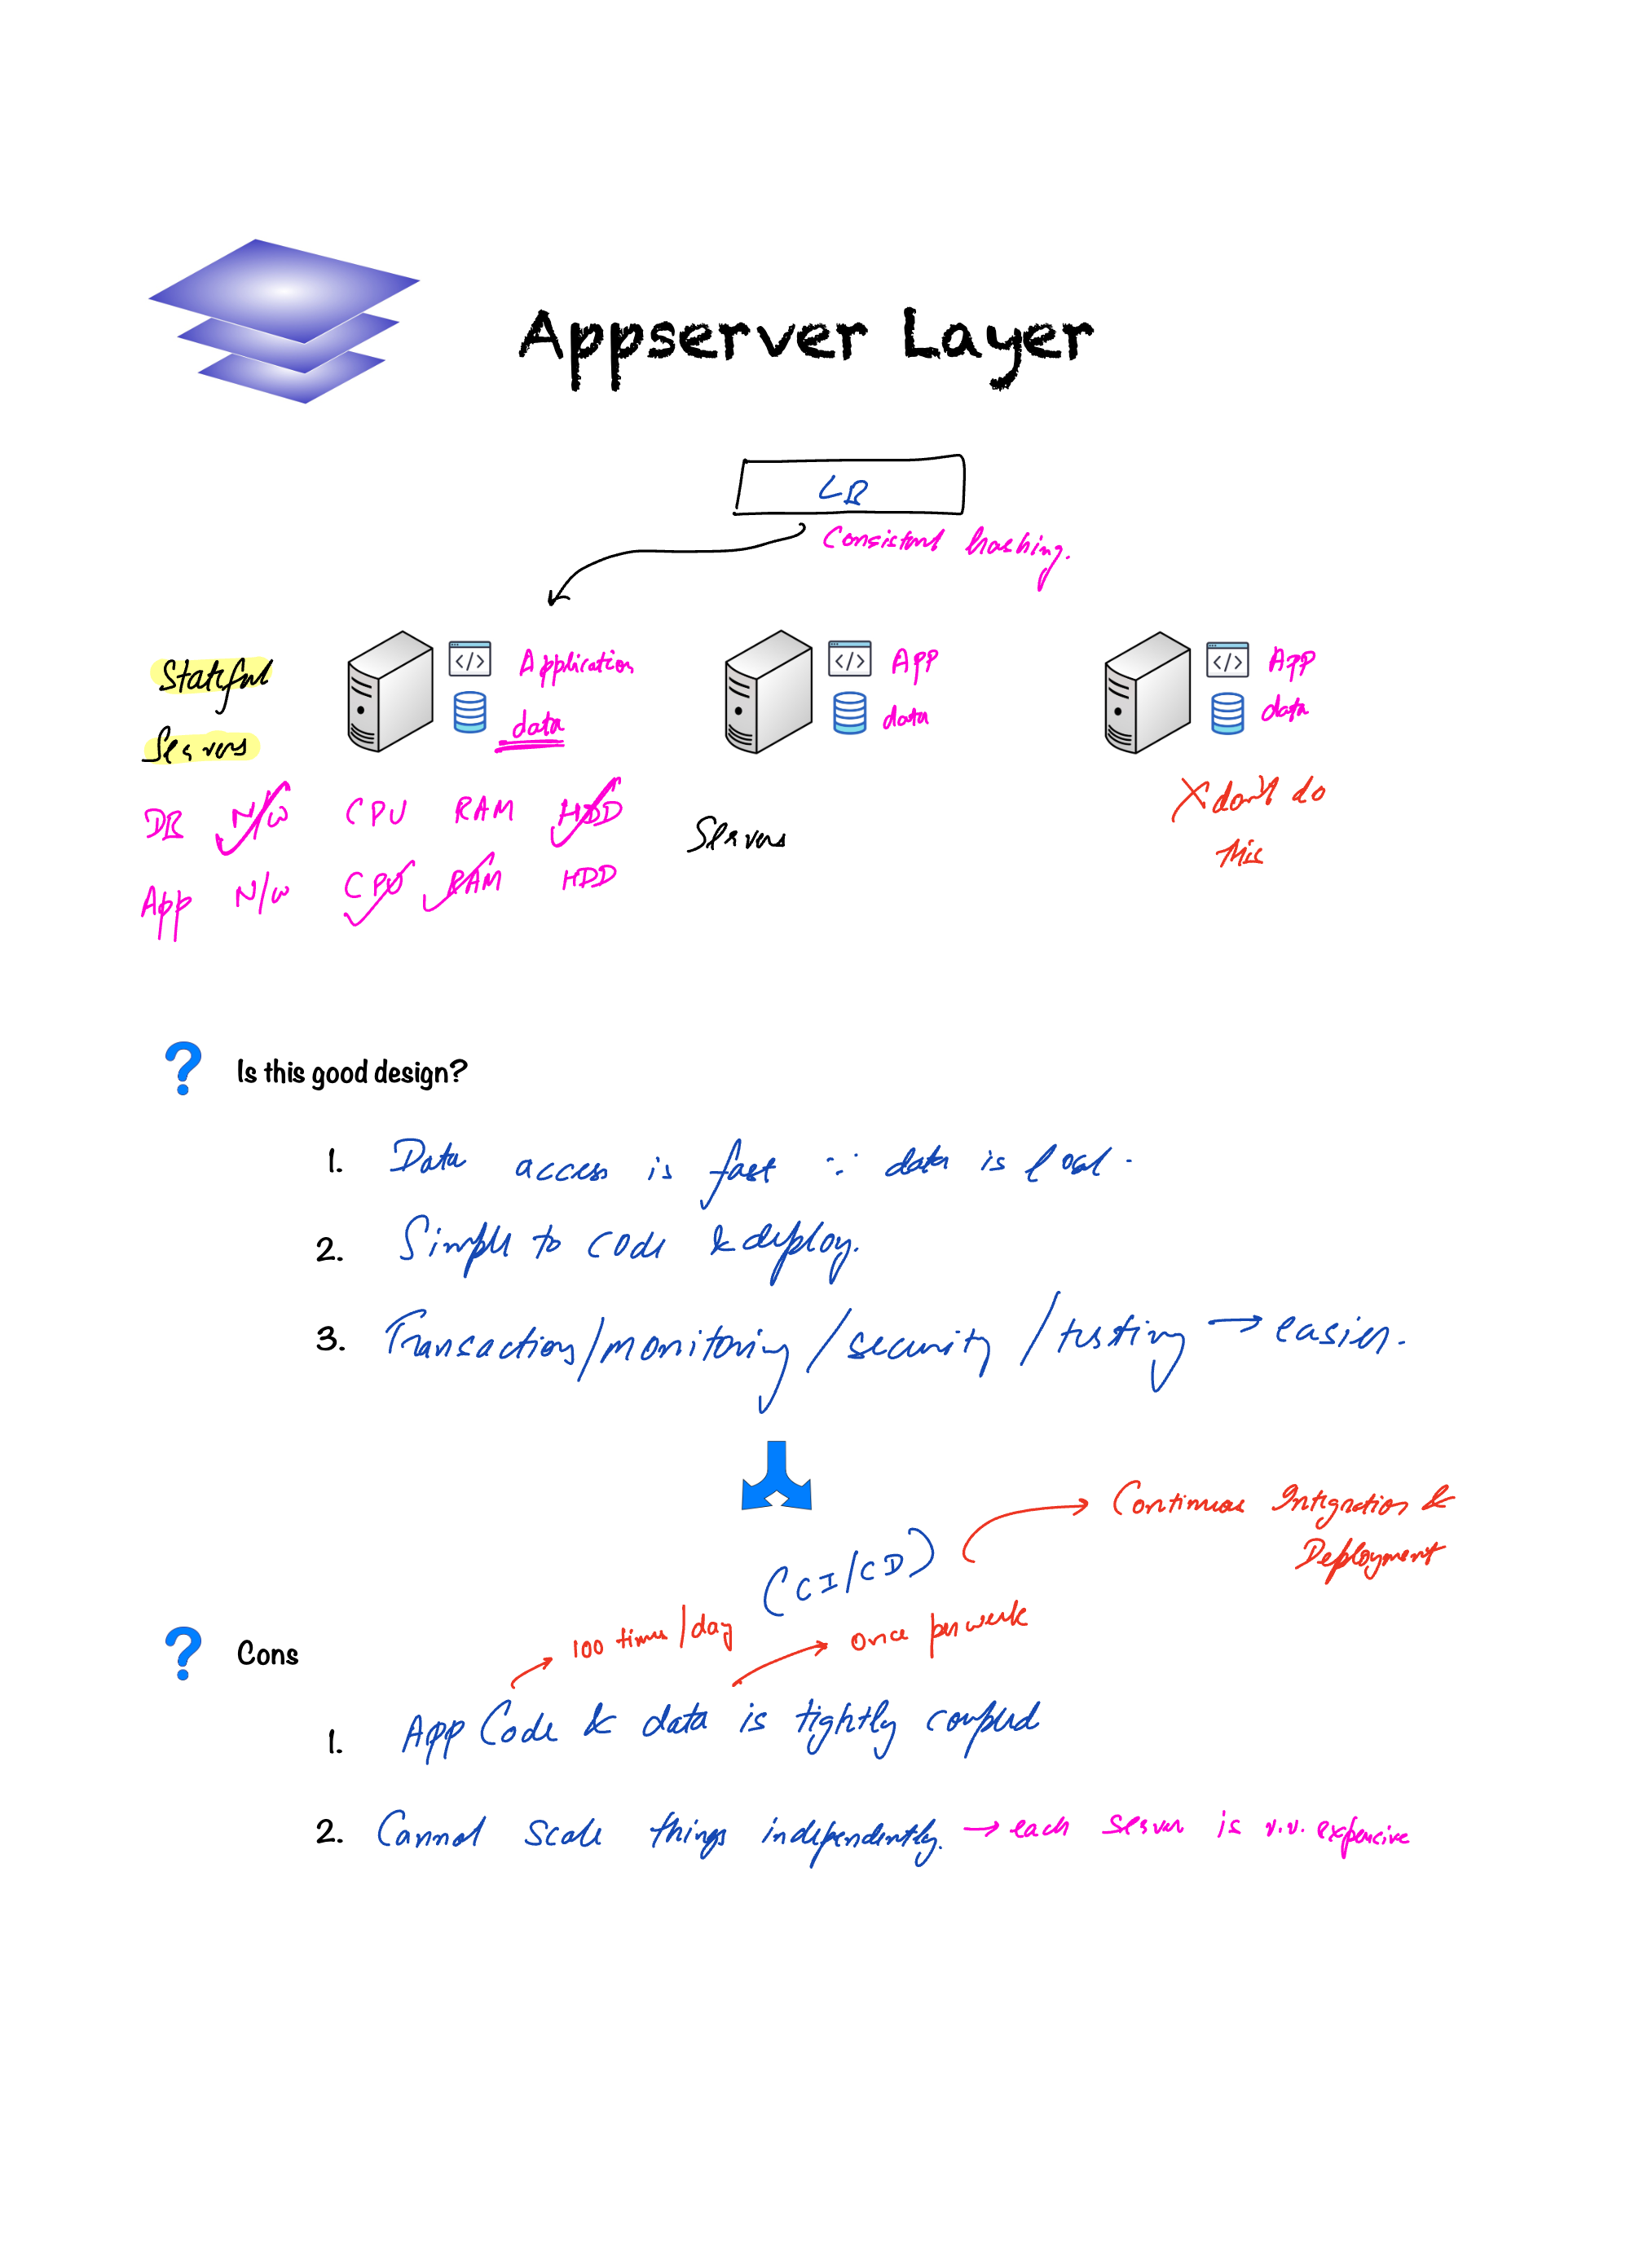 Appserver Layer
LB
Consistent hashing.
Stateful
Servers
</> Application
data
</> APP
data
</> App
data
X don't do
this
DB N/W CPU RAM HDD
Servers
App N/W CPU RAM HDD
? Is this good design?
1. Data access is fast ∵ data is local.
2. Simple to code & deploy.
3. Transaction/monitoring/security/testing → easier.
(CI/CD) → Continuous Integration &
Deployment
? Cons
→ 100 times/day
→ once per week
1. App Code & data is tightly coupled
2. Cannot scale things independently. → each server is v.v. expensive